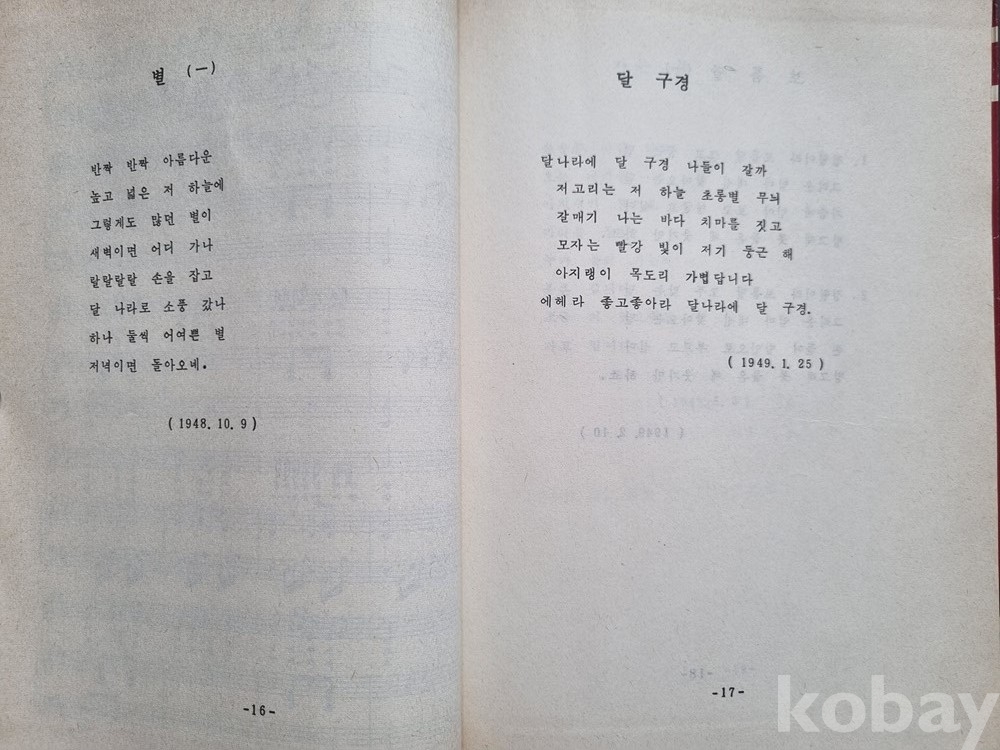 별 (一)
반짝 반짝 아름다운
높고 넓은 저 하늘에
그렇게도 많던 별이
새벽이면 어디 가나
랄랄랄랄 손을 잡고
달 나라로 소풍 갔나
하나 둘씩 어여쁜 별
저녁이면 돌아오네.
(1948. 10. 9)
-16-
달 구경
달나라에 달 구경 나들이 갈까
저고리는 저 하늘 초롱별 무늬
갈매기 나는 바다 치마를 짓고
모자는 빨강 빛이 저기 둥근 해
아지랭이 목도리 가볍답니다
에헤라 좋고좋아라 달나라에 달 구경.
(1949. 1. 25)
-17-
kobay